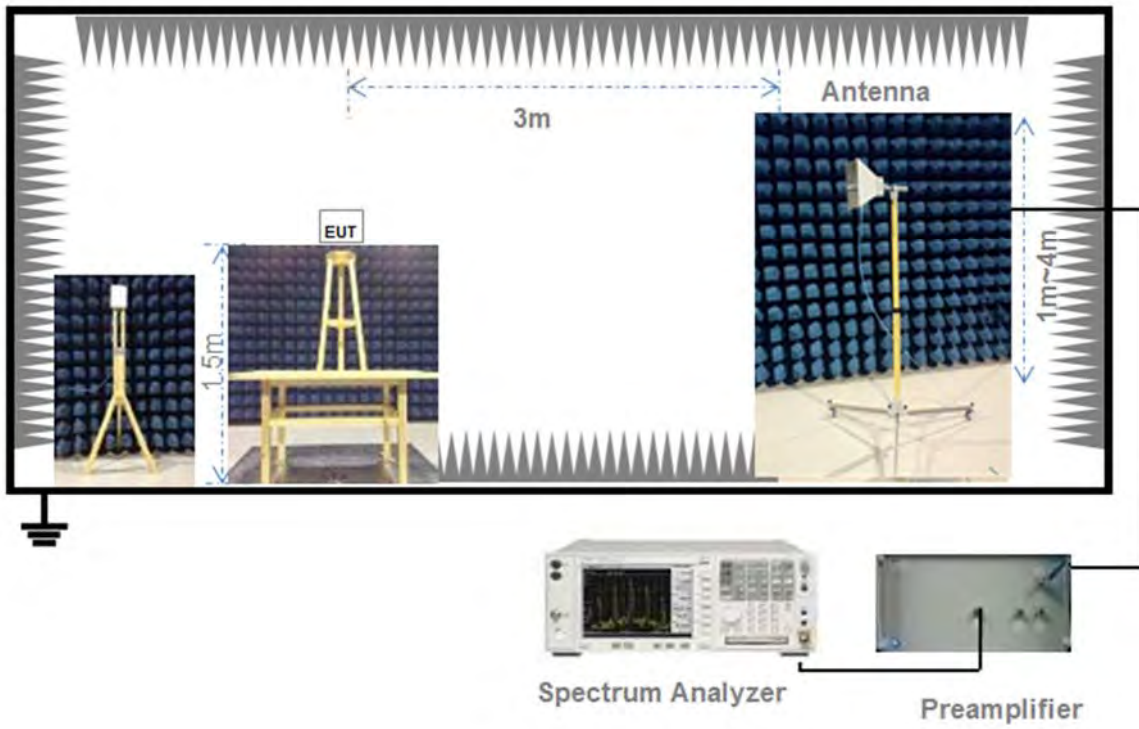 Antenna
3m
EUT
1.5m
1m~4m
Spectrum Analyzer
Preamplifier